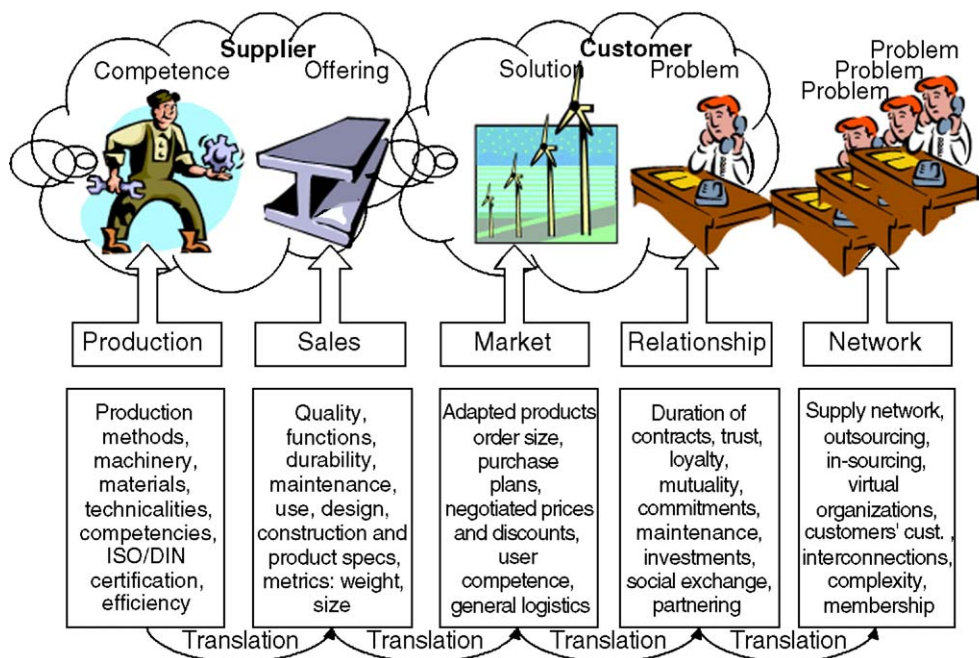 Supplier
Customer
Competence
Offering
Solution
Problem
Problem
Problem
Problem
Production
Sales
Market
Relationship
Network
Production
methods,
machinery,
materials,
technicalities,
competencies,
ISO/DIN
certification,
efficiency
Quality,
functions,
durability,
maintenance,
use, design,
construction and
product specs,
metrics: weight,
size
Adapted products
order size,
purchase
plans,
negotiated prices
and discounts,
user
competence,
general logistics
Duration of
contracts, trust,
loyalty,
mutuality,
commitments,
maintenance,
investments,
social exchange,
partnering
Supply network,
outsourcing,
in-sourcing,
virtual
organizations,
customers' cust. ,
interconnections,
complexity,
membership
Translation
Translation
Translation
Translation